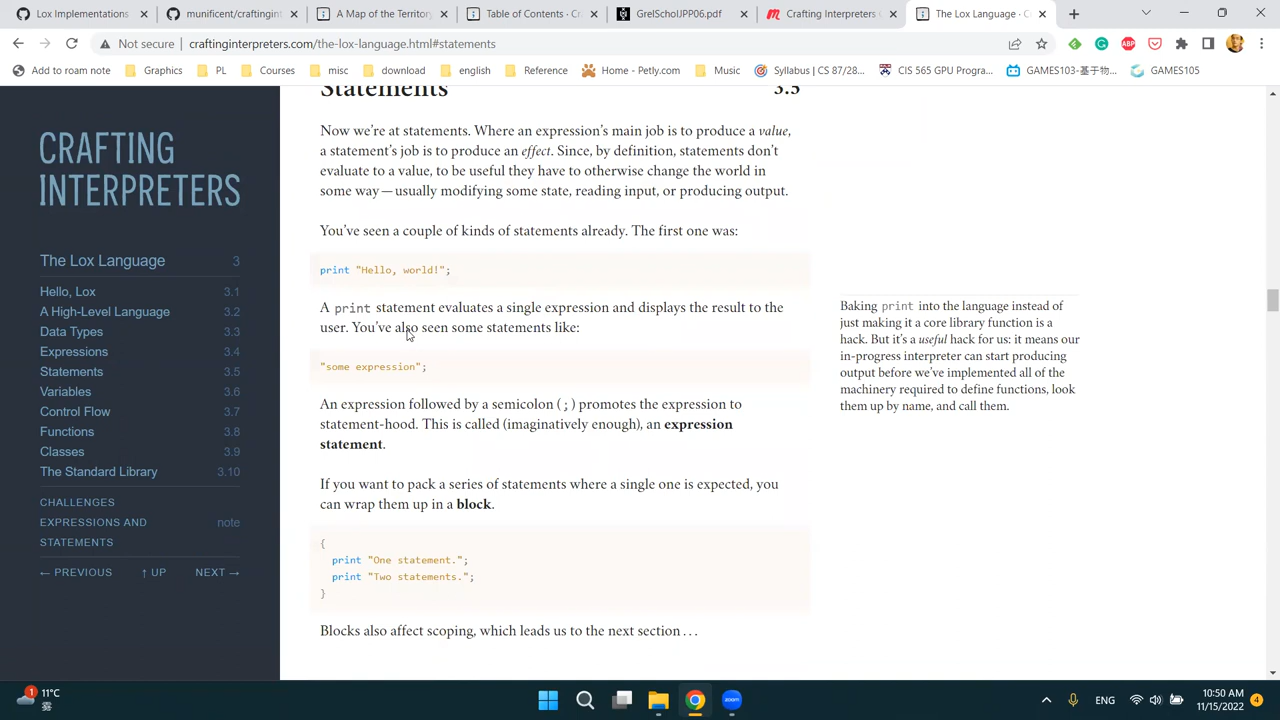 Lox Implementations
munificent/craftingint
A Map of the Territory
Table of Contents · Cr
GrelSchoUPP06.pdf
Crafting Interpreters
The Lox Language · C
Not secure
craftinginterpreters.com/the-lox-language.html#statements
Add to roam note
Graphics
PL
Courses
misc
download
english
Reference
Home - Petly.com
Music
Syllabus | CS 87/28...
CIS 565 GPU Progra...
GAMES103-基于物...
GAMES105
CRAFTING
INTERPRETERS
The Lox Language 3
Hello, Lox 3.1
A High-Level Language 3.2
Data Types 3.3
Expressions 3.4
Statements 3.5
Variables 3.6
Control Flow 3.7
Functions 3.8
Classes 3.9
The Standard Library 3.10
CHALLENGES
EXPRESSIONS AND note
STATEMENTS
← PREVIOUS ↑ UP NEXT →
Statements 3.5
Now we’re at statements. Where an expression’s main job is to produce a value,
a statement’s job is to produce an effect. Since, by definition, statements don’t
evaluate to a value, to be useful they have to otherwise change the world in
some way—usually modifying some state, reading input, or producing output.
You’ve seen a couple of kinds of statements already. The first one was:
print "Hello, world!";
A print statement evaluates a single expression and displays the result to the
user. You’ve also seen some statements like:
"some expression";
An expression followed by a semicolon (;) promotes the expression to
statement-hood. This is called (imaginatively enough), an expression
statement.
If you want to pack a series of statements where a single one is expected, you
can wrap them up in a block.
{
print "One statement.";
print "Two statements.";
}
Blocks also affect scoping, which leads us to the next section . . .
Baking print into the language instead of
just making it a core library function is a
hack. But it’s a useful hack for us: it means our
in-progress interpreter can start producing
output before we’ve implemented all of the
machinery required to define functions, look
them up by name, and call them.
1
11°C
雾
zoom
ENG
10:50 AM
11/15/2022
4